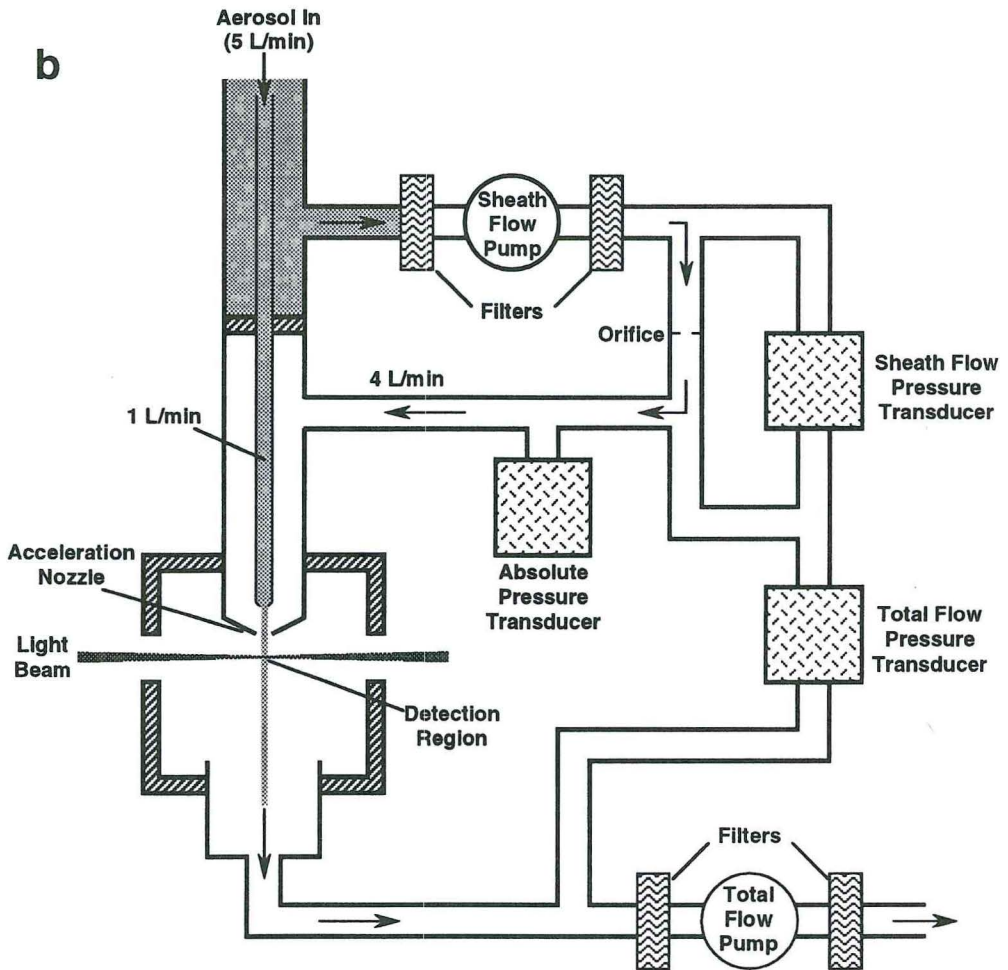 Aerosol In
(5 L/min)
b
Sheath
Flow
Pump
Filters
Orifice
Sheath Flow
Pressure
Transducer
4 L/min
1 L/min
Absolute
Pressure
Transducer
Acceleration
Nozzle
Total Flow
Pressure
Transducer
Light
Beam
Detection
Region
Filters
Total
Flow
Pump